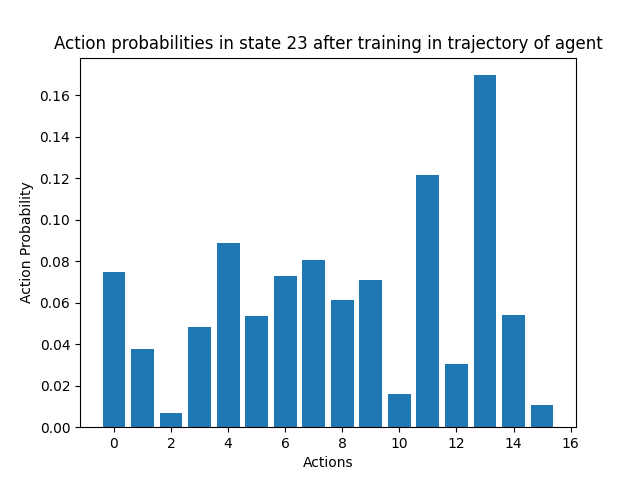 Action probabilities in state 23 after training in trajectory of agent
0.16
0.14
0.12
0.10
0.08
0.06
0.04
0.02
0.00
Action Probability
0 2 4 6 8 10 12 14 16
Actions